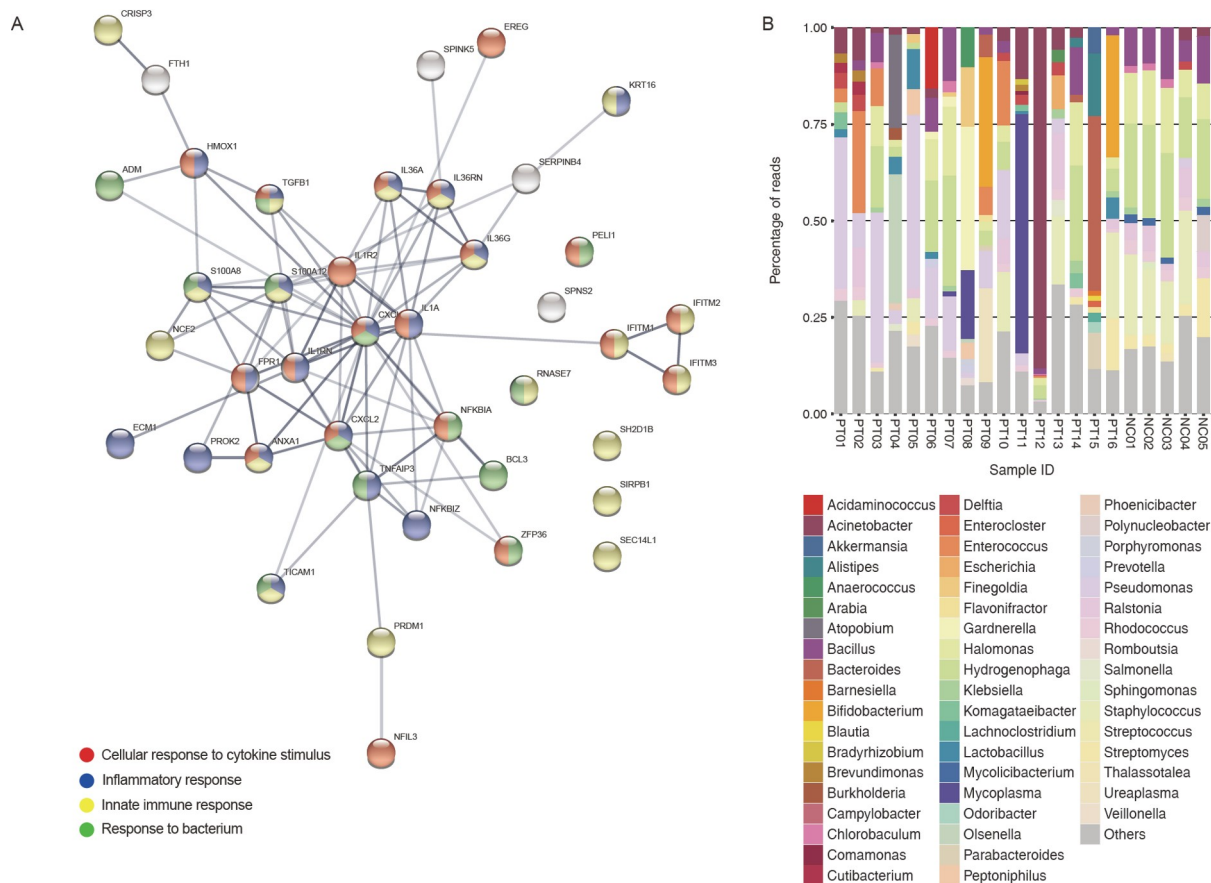 A
CRISP3
EREG
SPINK5
FTH1
KRT16
HMOX1
SERPINB4
ADM
IL36A
IL36RN
TGFB1
IL36G
PELI1
IL1R2
S100A8
S100A12
SPNS2
IFITM2
CXCL
IL1A
NCF2
IFITM1
IL1RN
FPR1
IFITM3
RNASE7
NFKBIA
CXCL2
ECM1
SH2D1B
PROK2
ANXA1
BCL3
TNFAIP3
SIRPB1
NFKBIZ
ZFP36
SEC14L1
TICAM1
PRDM1
NFIL3
Cellular response to cytokine stimulus
Inflammatory response
Innate immune response
Response to bacterium
B
Percentage of reads
1.00
0.75
0.50
0.25
0.00
PT01 PT02 PT03 PT04 PT05 PT06 PT07 PT08 PT09 PT10 PT11 PT12 PT13 PT14 PT15 PT16 NO01 NO02 NO03 NO04 NO05
Sample ID
Acidaminococcus
Acinetobacter
Akkermansia
Alistipes
Anaerococcus
Arabia
Atopobium
Bacillus
Bacteroides
Barnesiella
Bifidobacterium
Blautia
Bradyrhizobium
Brevundimonas
Burkholderia
Campylobacter
Chlorobaculum
Comamonas
Cutibacterium
Delftia
Enterocloster
Enterococcus
Escherichia
Finegoldia
Flavonifractor
Gardnerella
Halomonas
Hydrogenophaga
Klebsiella
Komagataeibacter
Lachnoclostridium
Lactobacillus
Mycolicibacterium
Mycoplasma
Odoribacter
Olsenella
Parabacteroides
Peptoniphilus
Phoenicibacter
Polynucleobacter
Porphyromonas
Prevotella
Pseudomonas
Ralstonia
Rhodococcus
Romboutsia
Salmonella
Sphingomonas
Staphylococcus
Streptococcus
Streptomyces
Thalassotalea
Ureaplasma
Veillonella
Others